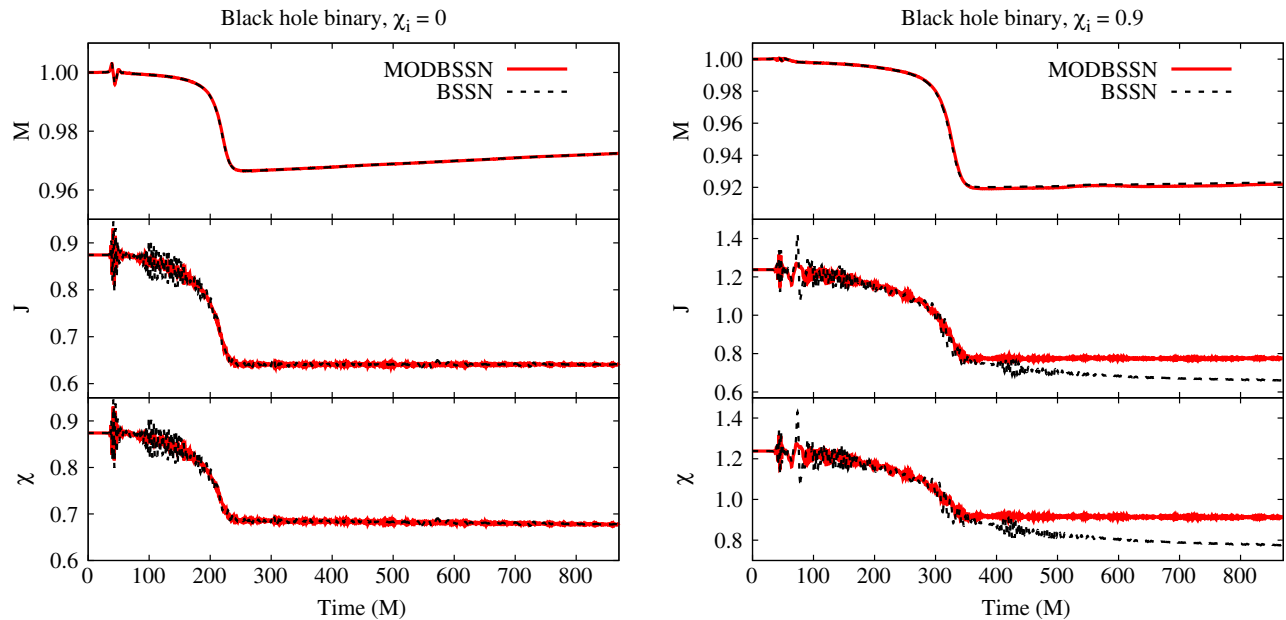 Black hole binary, χi = 0
MODBSSN
BSSN
1.00
0.98
0.96
M
0.9
0.8
0.7
0.6
J
0.9
0.8
0.7
0.6
χ
0 100 200 300 400 500 600 700 800
Time (M)
Black hole binary, χi = 0.9
MODBSSN
BSSN
1.00
0.98
0.96
0.94
0.92
M
1.4
1.2
1.0
0.8
0.6
J
1.4
1.2
1.0
0.8
χ
0 100 200 300 400 500 600 700 800
Time (M)